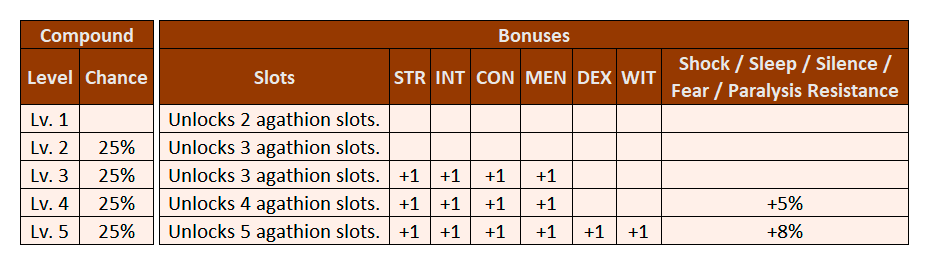 Compound Bonuses
Level Chance Slots STR INT CON MEN DEX WIT Shock / Sleep / Silence /
Fear / Paralysis Resistance
Lv. 1 Unlocks 2 agathion slots.
Lv. 2 25% Unlocks 3 agathion slots.
Lv. 3 25% Unlocks 3 agathion slots. +1 +1 +1 +1
Lv. 4 25% Unlocks 4 agathion slots. +1 +1 +1 +1 +5%
Lv. 5 25% Unlocks 5 agathion slots. +1 +1 +1 +1 +1 +1 +8%